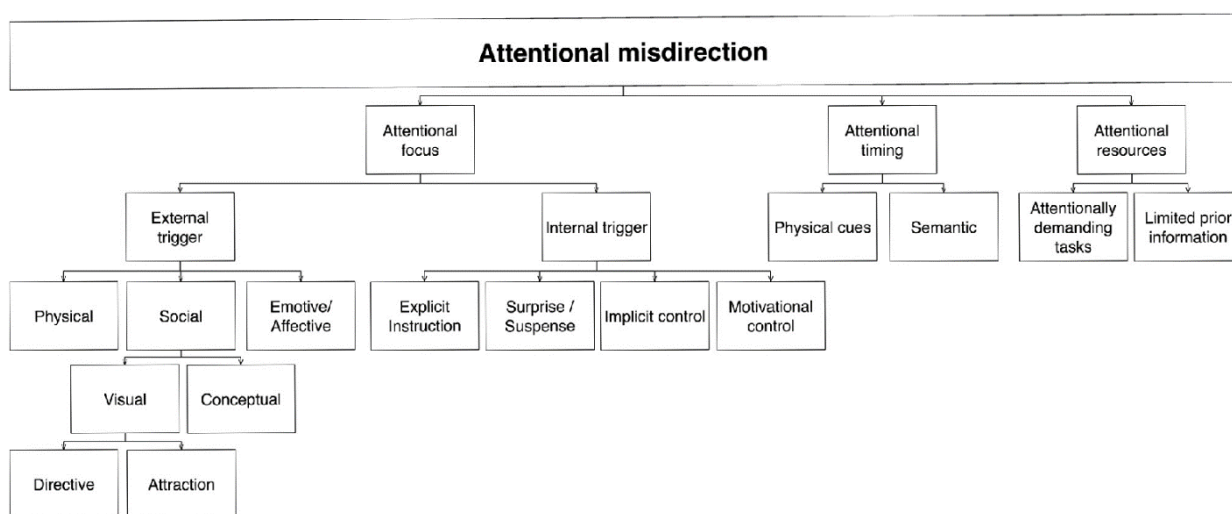 Attentional misdirection
Attentional
focus
Attentional
timing
Attentional
resources
External
trigger
Internal trigger
Physical cues
Semantic
Attentionally
demanding
tasks
Limited prior
information
Physical
Social
Emotive/
Affective
Explicit
Instruction
Surprise /
Suspense
Implicit control
Motivational
control
Visual
Conceptual
Directive
Attraction